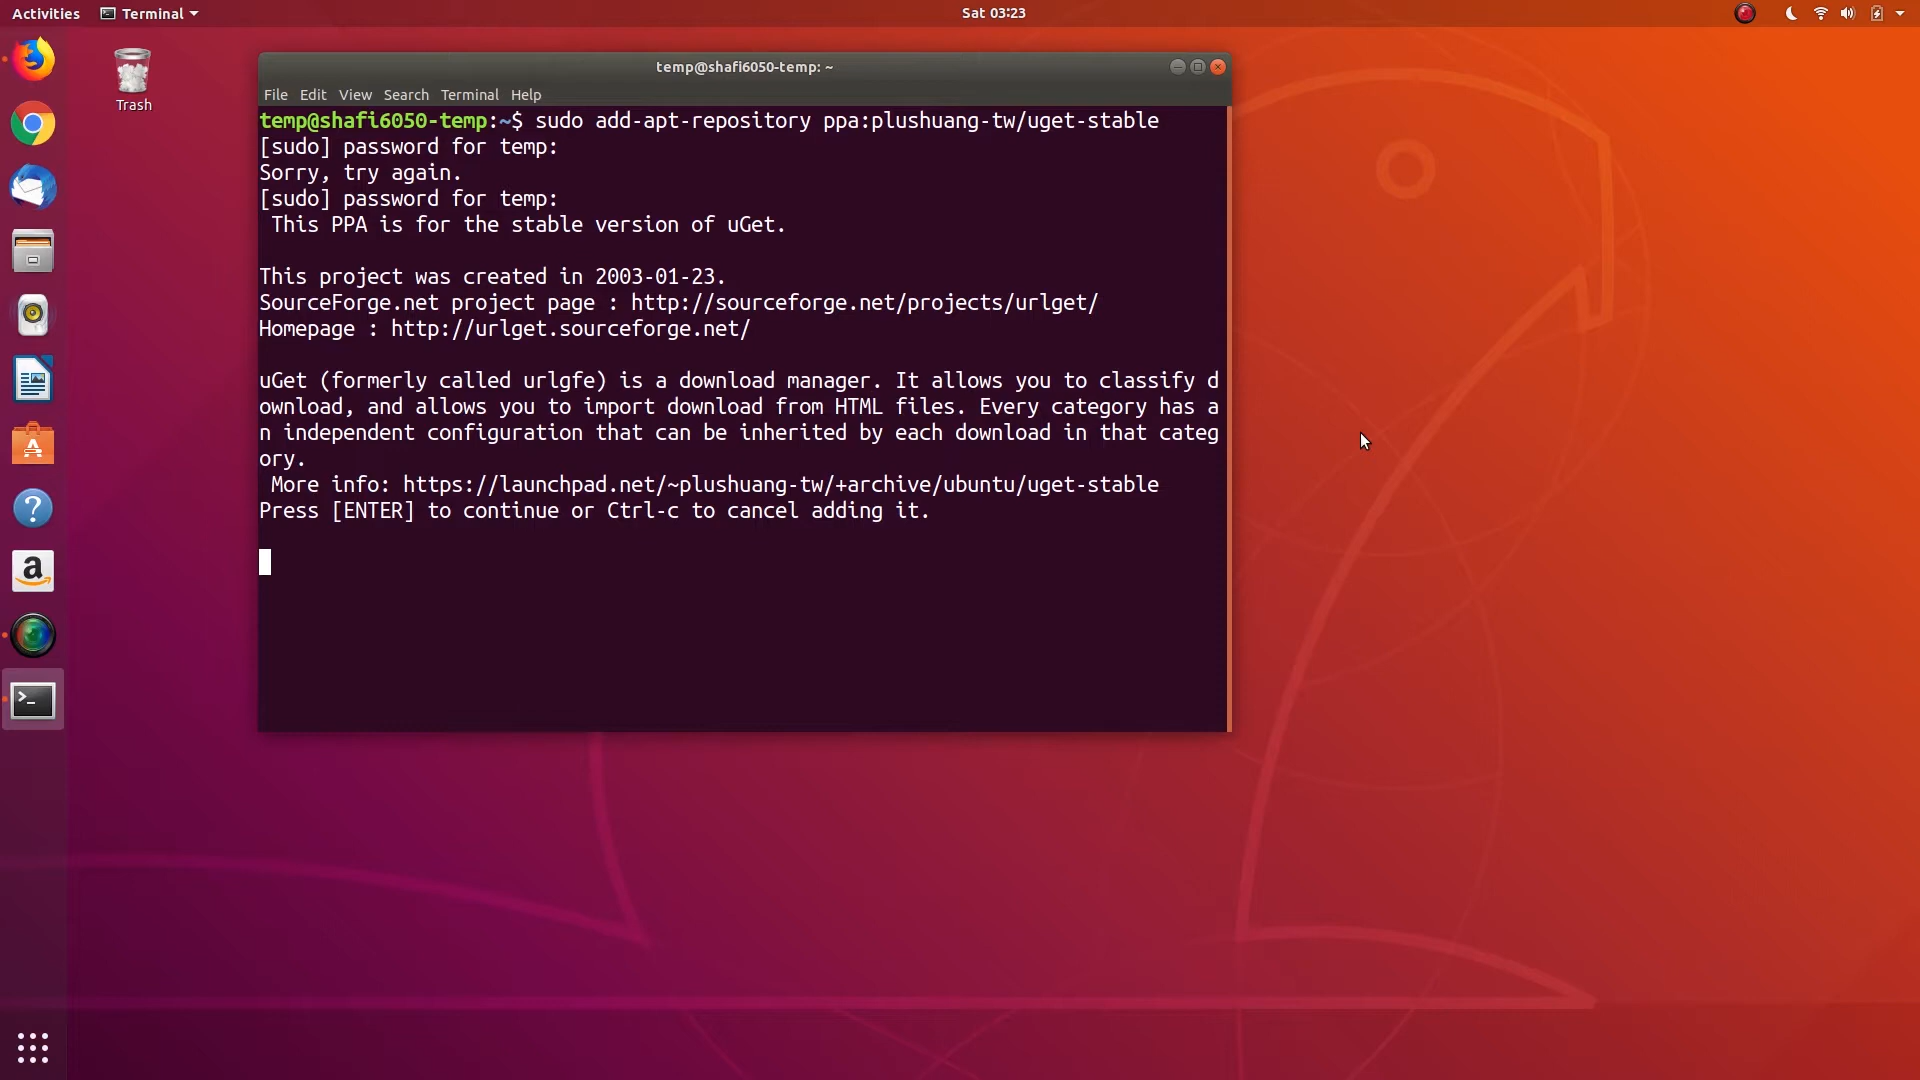 Activities
Terminal
Sat 03:23
Trash
temp@shafi6050-temp: ~
File Edit View Search Terminal Help
temp@shafi6050-temp:~$ sudo add-apt-repository ppa:plushuang-tw/uget-stable
[sudo] password for temp:
Sorry, try again.
[sudo] password for temp:
This PPA is for the stable version of uGet.
This project was created in 2003-01-23.
SourceForge.net project page : http://sourceforge.net/projects/urlget/
Homepage : http://urlget.sourceforge.net/
uGet (formerly called urlgfe) is a download manager. It allows you to classify d
ownload, and allows you to import download from HTML files. Every category has a
n independent configuration that can be inherited by each download in that categ
ory.
More info: https://launchpad.net/~plushuang-tw/+archive/ubuntu/uget-stable
Press [ENTER] to continue or Ctrl-c to cancel adding it.